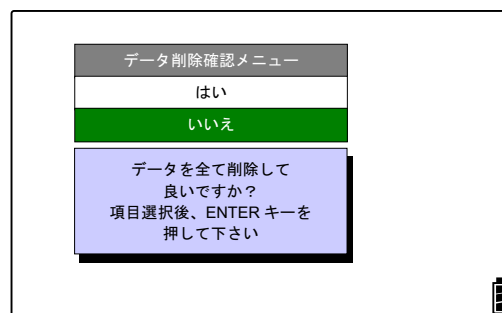 データ削除確認メニュー
はい
いいえ
データを全て削除して
良いですか？
項目選択後、ENTER キーを
押して下さい